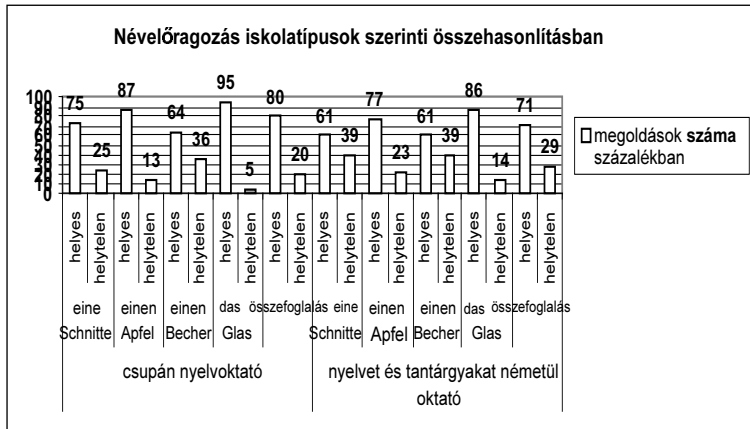 Névelőragozás iskolatípusok szerinti összehasonlításban
100
90
80
70
60
50
40
30
20
10
0
75 25 87 13 64 36 95 5 80 20 61 39 77 23 61 39 86 14 71 29
helyes helytelen helyes helytelen helyes helytelen helyes helytelen helyes helytelen helyes helytelen helyes helytelen helyes helytelen helyes helytelen helyes helytelen
eine einen einen das összefoglalás eine einen einen das összefoglalás
Schnitte Apfel Becher Glas Schnitte Apfel Becher Glas
csupán nyelvoktató nyelvet és tantárgyakat németül
oktató
megoldások száma
százalékban